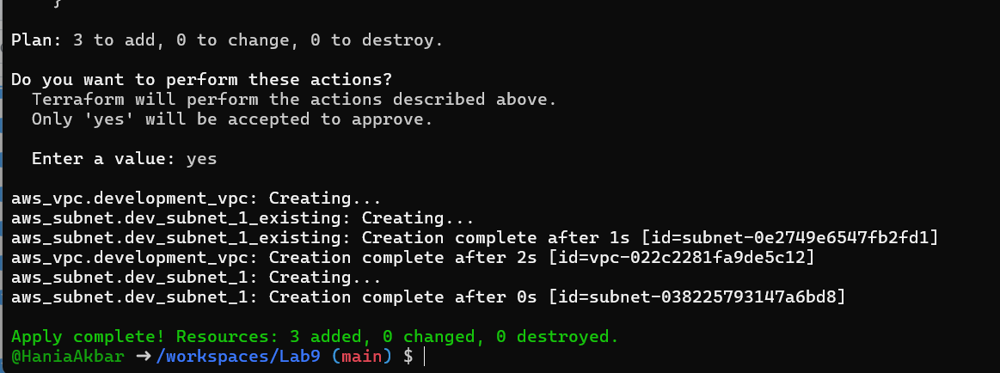 }
Plan: 3 to add, 0 to change, 0 to destroy.
Do you want to perform these actions?
Terraform will perform the actions described above.
Only 'yes' will be accepted to approve.
Enter a value: yes
aws_vpc.development_vpc: Creating...
aws_subnet.dev_subnet_1_existing: Creating...
aws_subnet.dev_subnet_1_existing: Creation complete after 1s [id=subnet-0e2749e6547fb2fd1]
aws_vpc.development_vpc: Creation complete after 2s [id=vpc-022c2281fa9de5c12]
aws_subnet.dev_subnet_1: Creating...
aws_subnet.dev_subnet_1: Creation complete after 0s [id=subnet-038225793147a6bd8]
Apply complete! Resources: 3 added, 0 changed, 0 destroyed.
@HaniaAkbar ➜ /workspaces/Lab9 (main) $